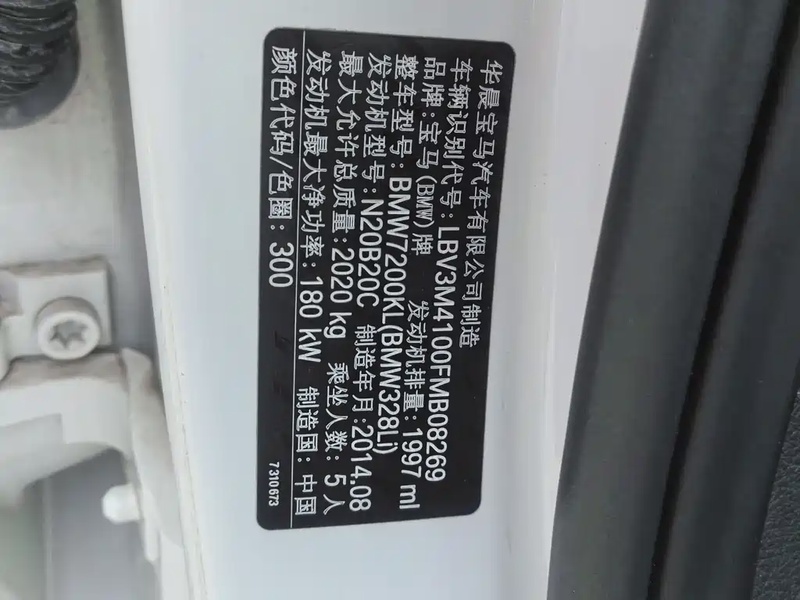 华晨宝马汽车有限公司制造
车辆识别代号: LBV3M4100FMB08269
品牌: 宝马(BMW)牌 发动机排量: 1997 ml
整车型号: BMW7200KL(BMW328Li)
发动机型号: N20B20C 制造年月: 2014.08
最大允许总质量: 2020 kg 乘坐人数: 5人
发动机最大净功率: 180 kW 制造国: 中国
颜色代码/色圈: 300
7310673